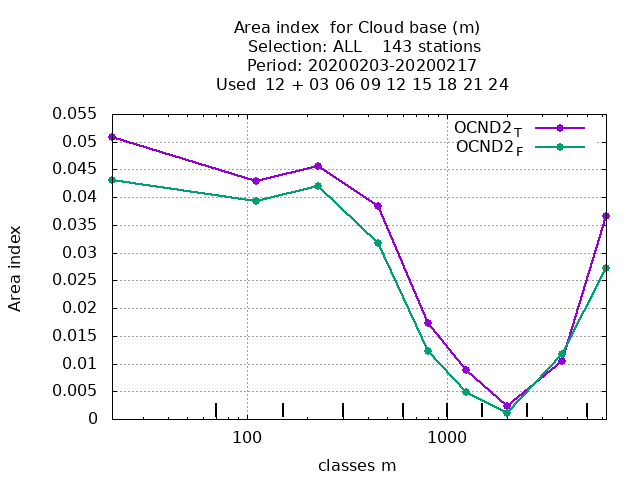 Area index  for Cloud base (m)
Selection: ALL    143 stations
Period: 20200203-20200217
Used  12 + 03 06 09 12 15 18 21 24
OCND2T
OCND2F
0.055
0.05
0.045
0.04
0.035
0.03
0.025
0.02
0.015
0.01
0.005
0
Area index
100 1000
classes m